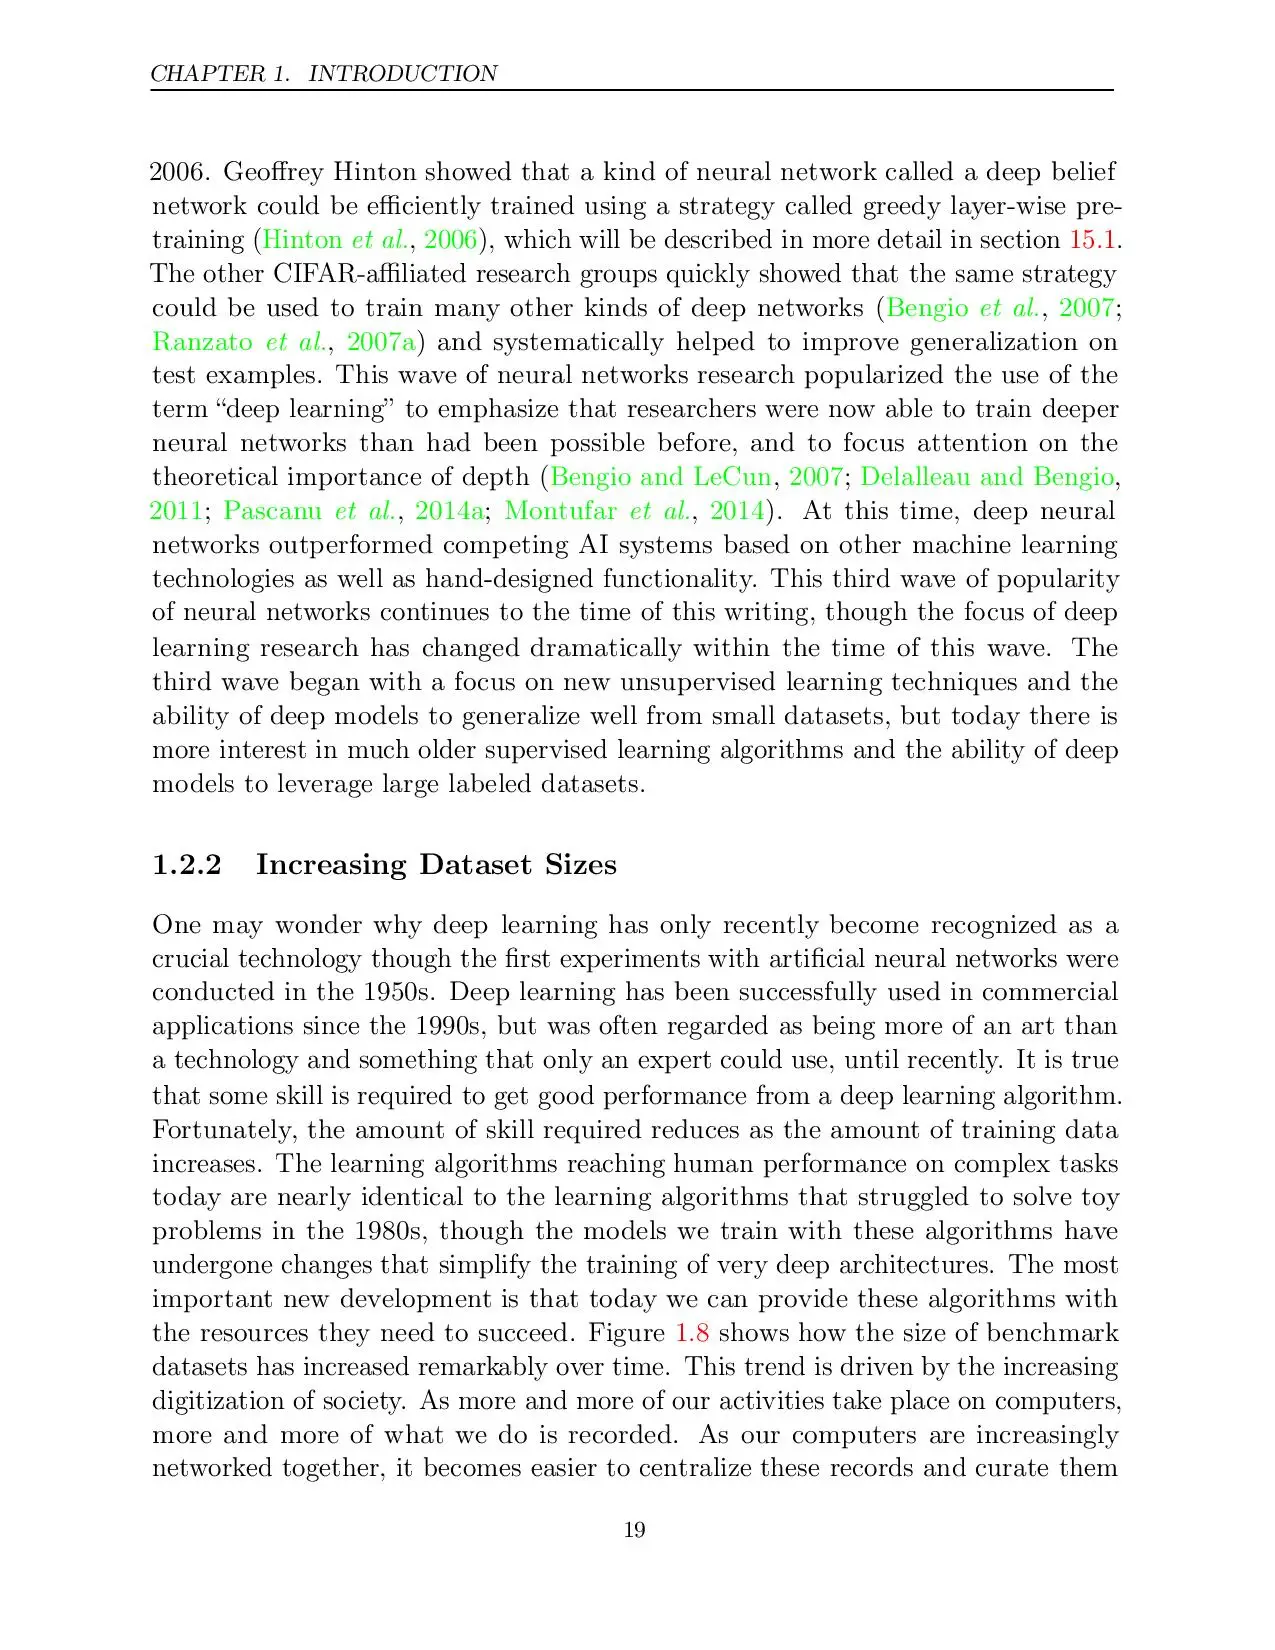 CHAPTER 1. INTRODUCTION
2006. Geoffrey Hinton showed that a kind of neural network called a deep belief
network could be efficiently trained using a strategy called greedy layer-wise pre-
training (Hinton et al., 2006), which will be described in more detail in section 15.1.
The other CIFAR-affiliated research groups quickly showed that the same strategy
could be used to train many other kinds of deep networks (Bengio et al., 2007;
Ranzato et al., 2007a) and systematically helped to improve generalization on
test examples. This wave of neural networks research popularized the use of the
term “deep learning” to emphasize that researchers were now able to train deeper
neural networks than had been possible before, and to focus attention on the
theoretical importance of depth (Bengio and LeCun, 2007; Delalleau and Bengio,
2011; Pascanu et al., 2014a; Montufar et al., 2014). At this time, deep neural
networks outperformed competing AI systems based on other machine learning
technologies as well as hand-designed functionality. This third wave of popularity
of neural networks continues to the time of this writing, though the focus of deep
learning research has changed dramatically within the time of this wave. The
third wave began with a focus on new unsupervised learning techniques and the
ability of deep models to generalize well from small datasets, but today there is
more interest in much older supervised learning algorithms and the ability of deep
models to leverage large labeled datasets.
1.2.2 Increasing Dataset Sizes
One may wonder why deep learning has only recently become recognized as a
crucial technology though the first experiments with artificial neural networks were
conducted in the 1950s. Deep learning has been successfully used in commercial
applications since the 1990s, but was often regarded as being more of an art than
a technology and something that only an expert could use, until recently. It is true
that some skill is required to get good performance from a deep learning algorithm.
Fortunately, the amount of skill required reduces as the amount of training data
increases. The learning algorithms reaching human performance on complex tasks
today are nearly identical to the learning algorithms that struggled to solve toy
problems in the 1980s, though the models we train with these algorithms have
undergone changes that simplify the training of very deep architectures. The most
important new development is that today we can provide these algorithms with
the resources they need to succeed. Figure 1.8 shows how the size of benchmark
datasets has increased remarkably over time. This trend is driven by the increasing
digitization of society. As more and more of our activities take place on computers,
more and more of what we do is recorded. As our computers are increasingly
networked together, it becomes easier to centralize these records and curate them
19